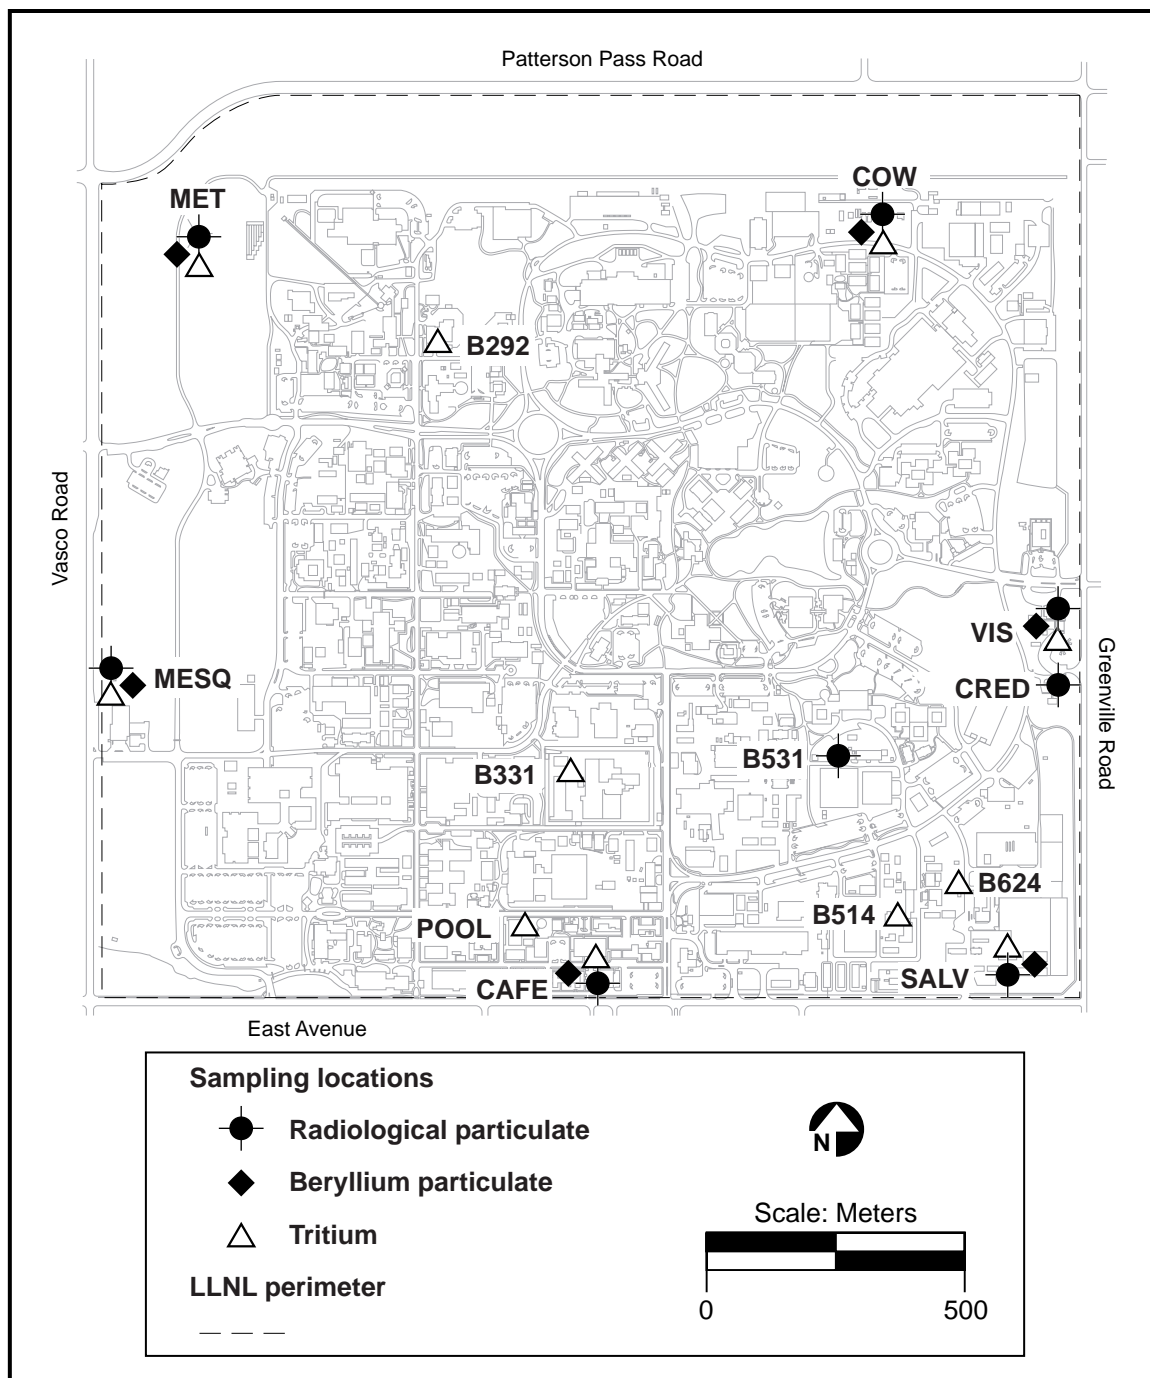 Patterson Pass Road
MET
COW
B292
Vasco Road
VIS
MESQ
CRED
Greenville Road
B531
B331
B624
B514
POOL
SALV
CAFE
East Avenue
Sampling locations
Radiological particulate
Beryllium particulate
Tritium
LLNL perimeter
N
Scale: Meters
0 500